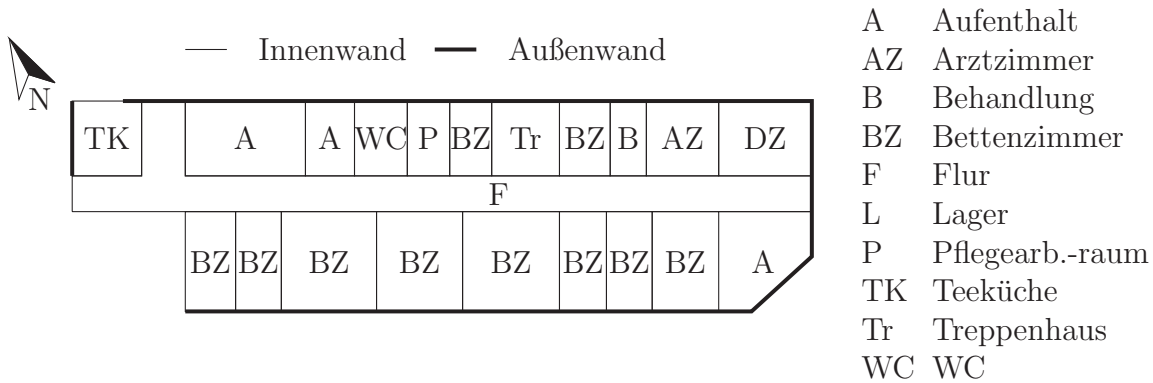 Innenwand Außenwand
N
TK A A WC P BZ Tr BZ B AZ DZ
F
BZ BZ BZ BZ BZ BZ BZ BZ A
A Aufenthalt
AZ Arztzimmer
B Behandlung
BZ Bettenzimmer
F Flur
L Lager
P Pflegearb.-raum
TK Teeküche
Tr Treppenhaus
WC WC